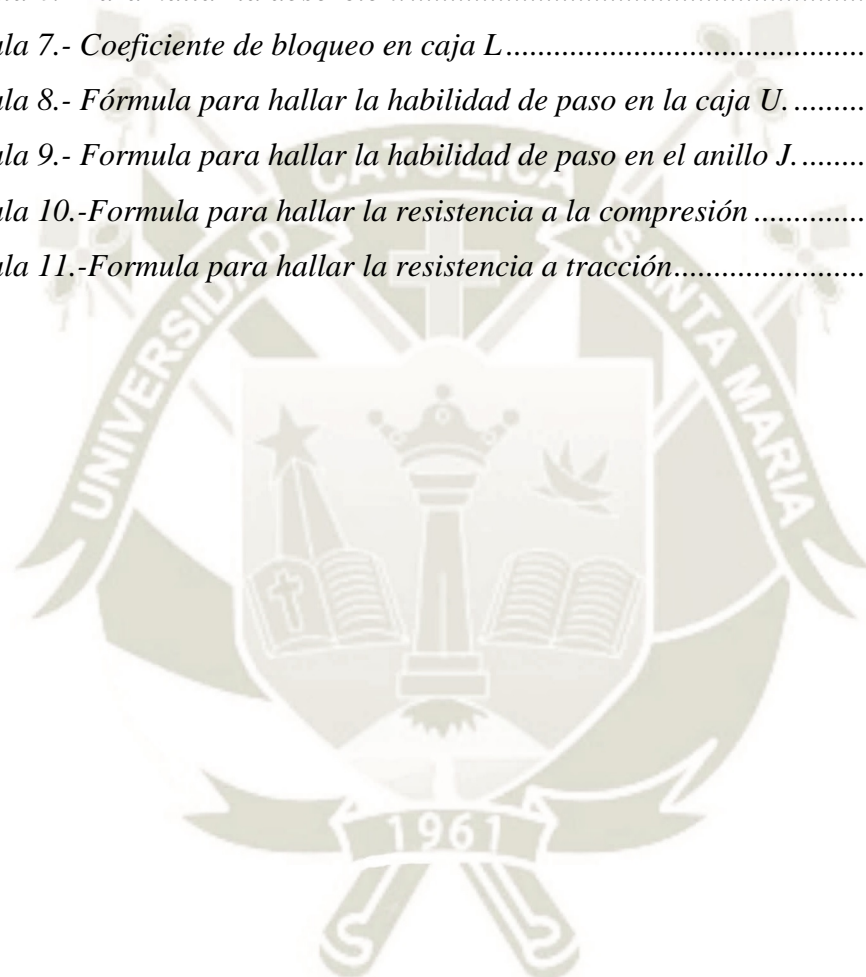 ula 7.- Coeficiente de bloqueo en caja L
ula 8.- Fórmula para hallar la habilidad de paso en la caja U.
ula 9.- Formula para hallar la habilidad de paso en el anillo J.
ula 10.-Formula para hallar la resistencia a la compresión
ula 11.-Formula para hallar la resistencia a tracción
UNIVERSIDAD CATOLICA SANTA MARIA
1961